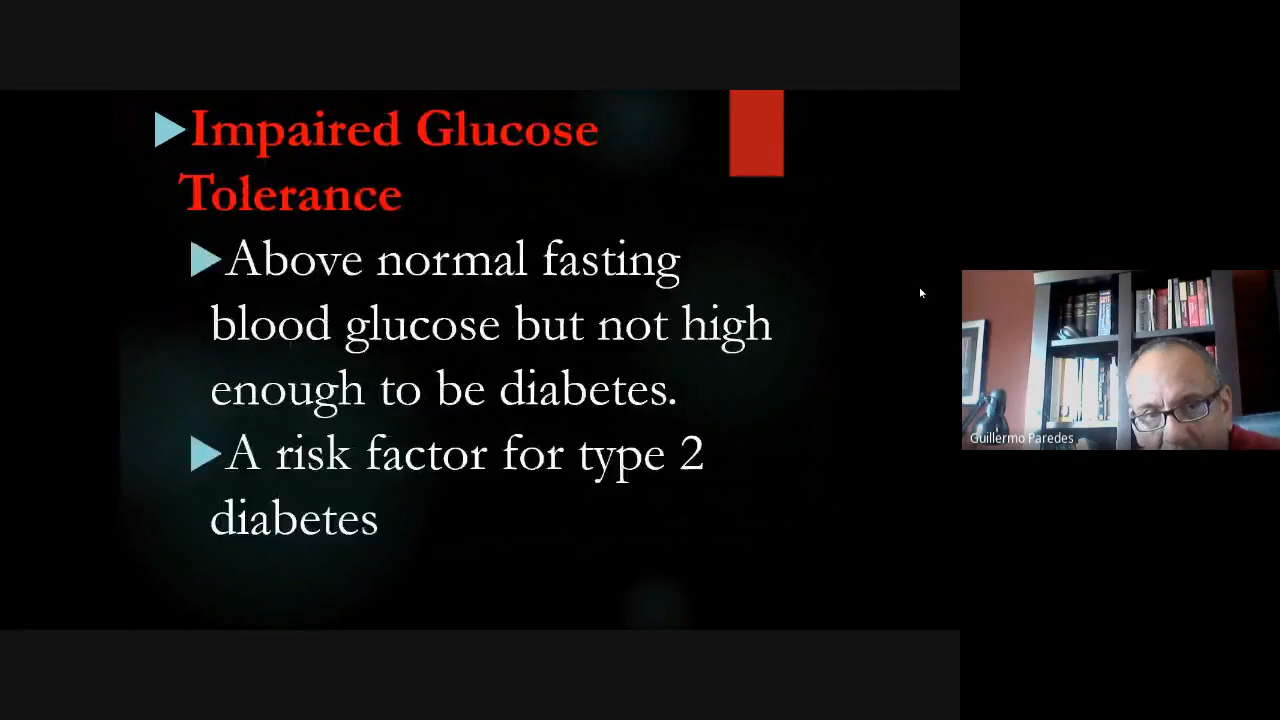 Impaired Glucose
Tolerance
Above normal fasting
blood glucose but not high
enough to be diabetes.
A risk factor for type 2
diabetes
Guillermo Paredes